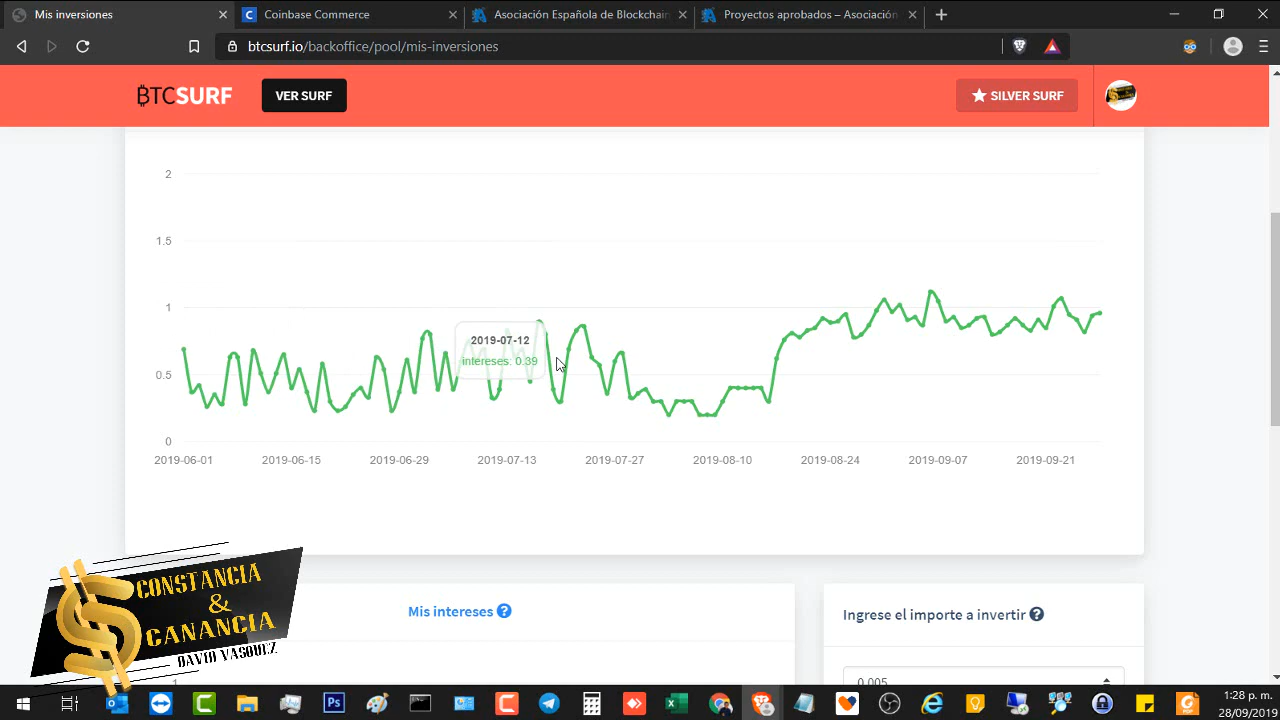 Mis inversiones
Coinbase Commerce
Asociación Española de Blockchain
Proyectos aprobados – Asociación
btcsurf.io/backoffice/pool/mis-inversiones
BTCSURF
VER SURF
SILVER SURF
2
1.5
1
0.5
0
2019-07-12
intereses: 0.39
2019-06-01
2019-06-15
2019-06-29
2019-07-13
2019-07-27
2019-08-10
2019-08-24
2019-09-07
2019-09-21
CONSTANCIA
&
GANANCIA
DAVID VASQUEZ
Mis intereses
1
Ingrese el importe a invertir
0.005
1:28 p. m.
28/09/2019